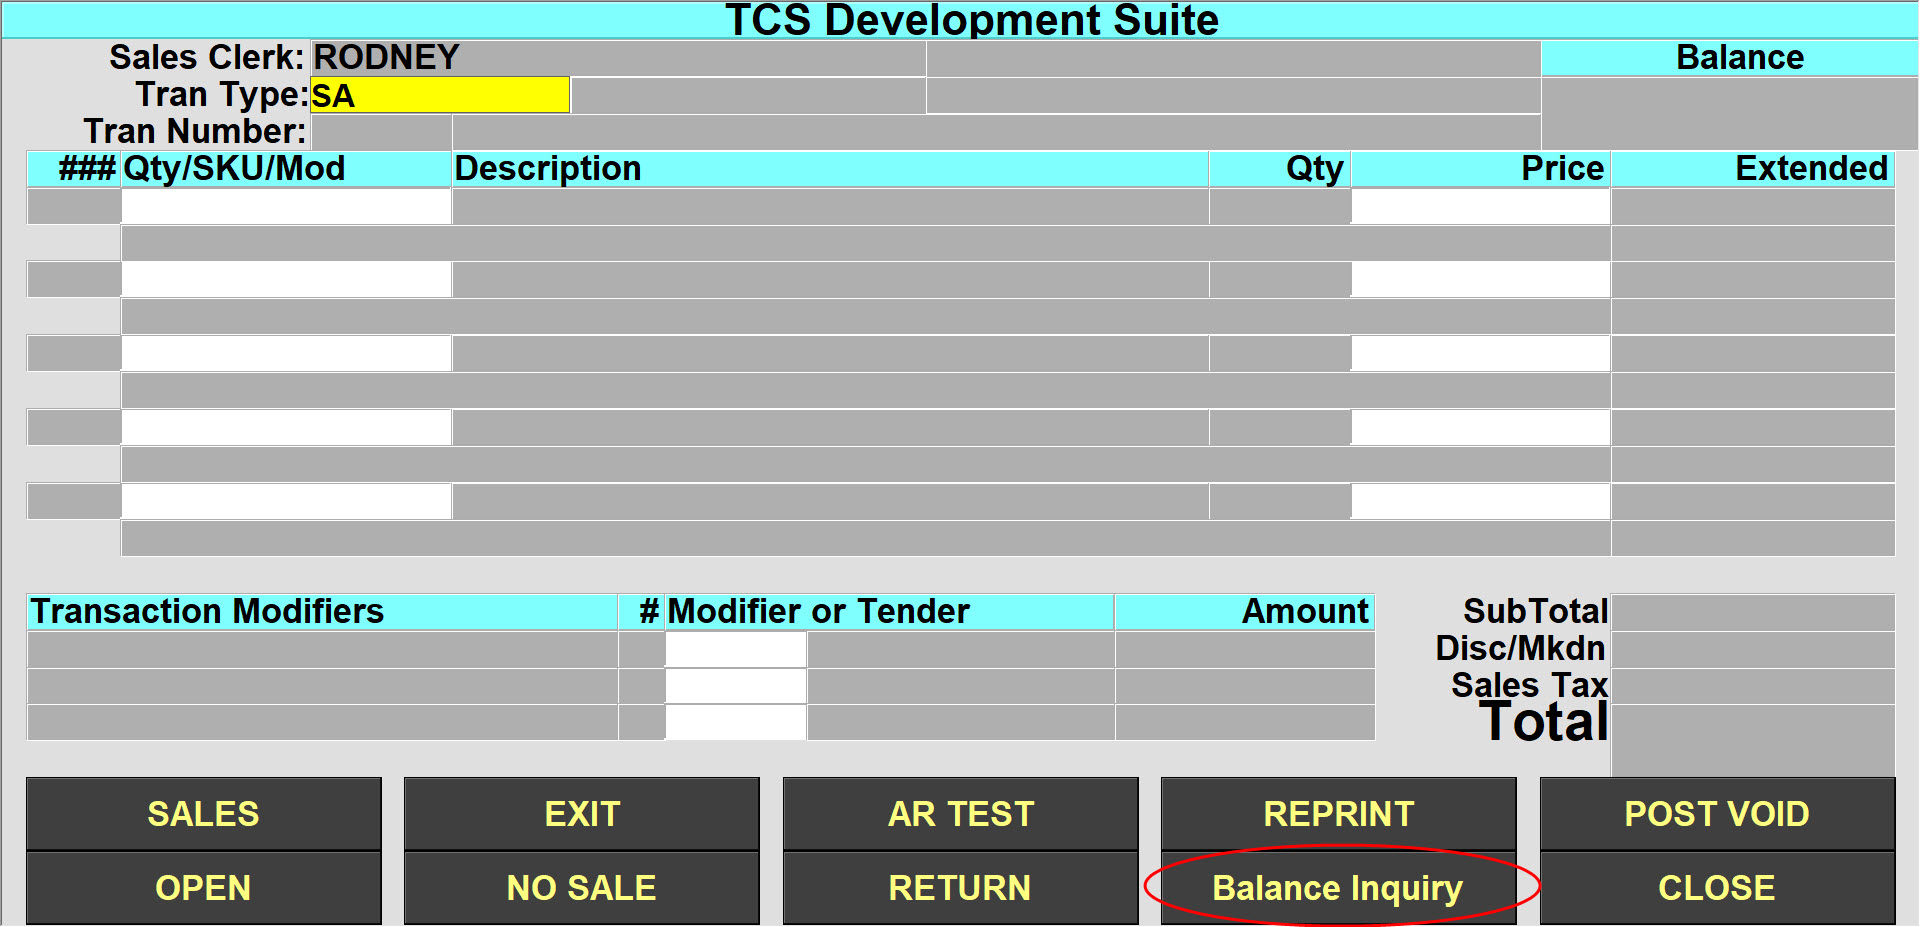 TCS Development Suite
Sales Clerk: RODNEY Balance
Tran Type: SA
Tran Number:
### Qty/SKU/Mod Description Qty Price Extended
Transaction Modifiers # Modifier or Tender Amount SubTotal
Disc/Mkdn
Sales Tax
Total
SALES EXIT AR TEST REPRINT POST VOID
OPEN NO SALE RETURN Balance Inquiry CLOSE